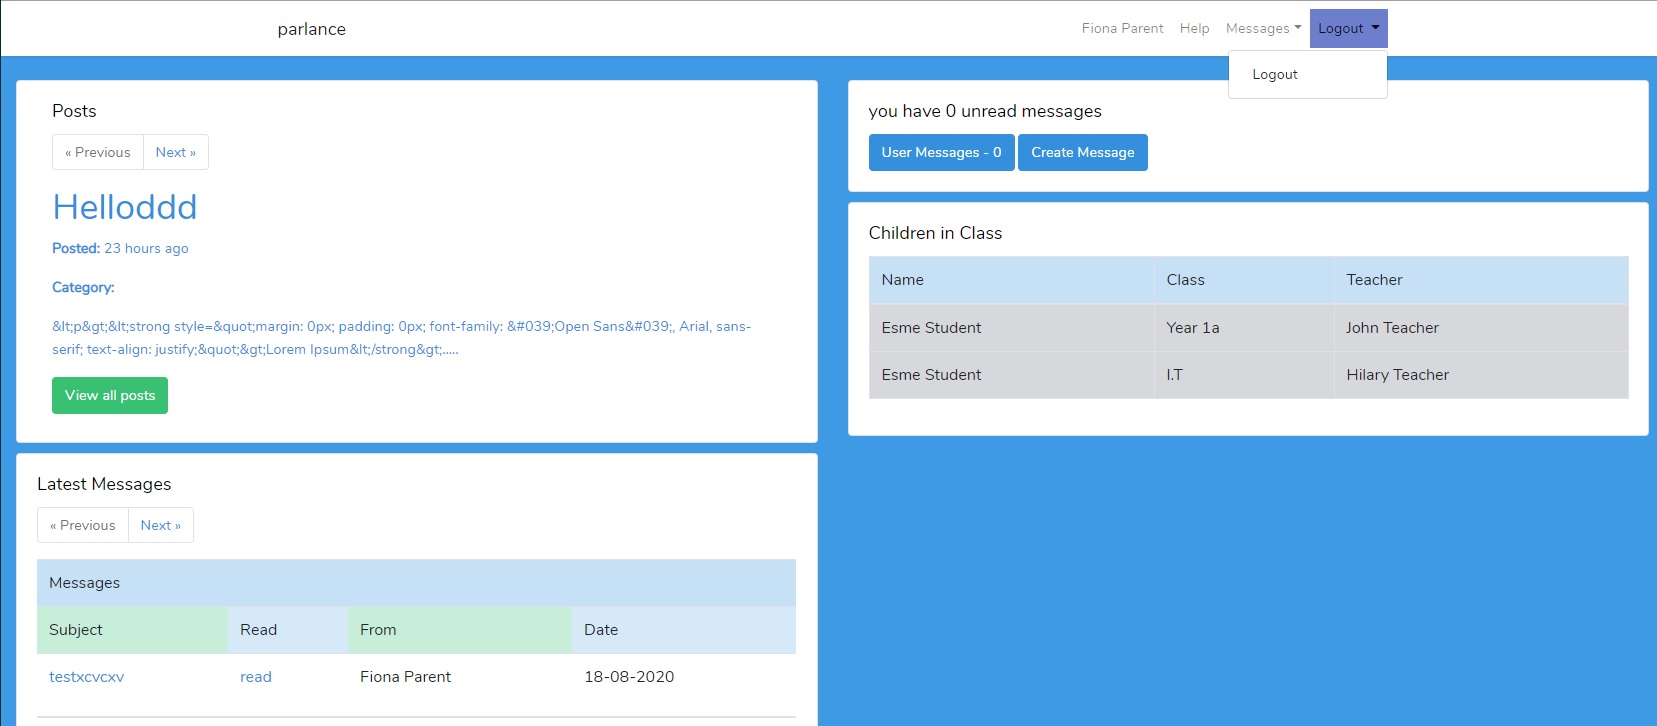 parlance
Fiona Parent Help Messages Logout
Logout
Posts
« Previous Next »
Helloddd
Posted: 23 hours ago
Category:
&lt;p&gt;&lt;strong style=&quot;margin: 0px; padding: 0px; font-family: &#039;Open Sans&#039;, Arial, sans-
serif; text-align: justify;&quot;&gt;Lorem Ipsum&lt;/strong&gt;.....
View all posts
Latest Messages
« Previous Next »
Messages
Subject Read From Date
testxcvcxv read Fiona Parent 18-08-2020
you have 0 unread messages
User Messages - 0 Create Message
Children in Class
Name Class Teacher
Esme Student Year 1a John Teacher
Esme Student I.T Hilary Teacher